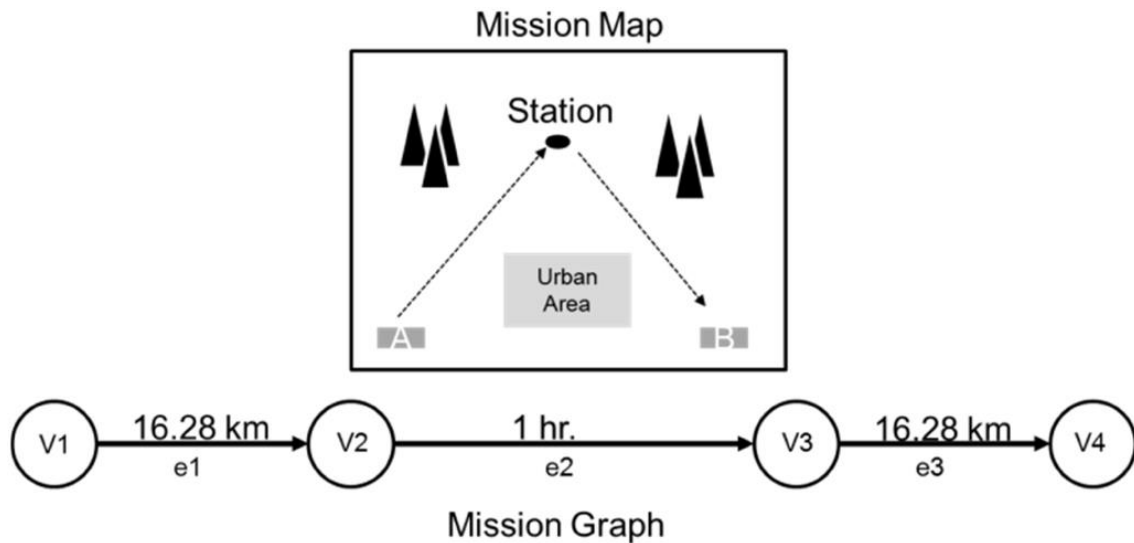 Mission Map
Station
Urban
Area
A
B
16.28 km
1 hr.
16.28 km
V1
V2
V3
V4
e1
e2
e3
Mission Graph